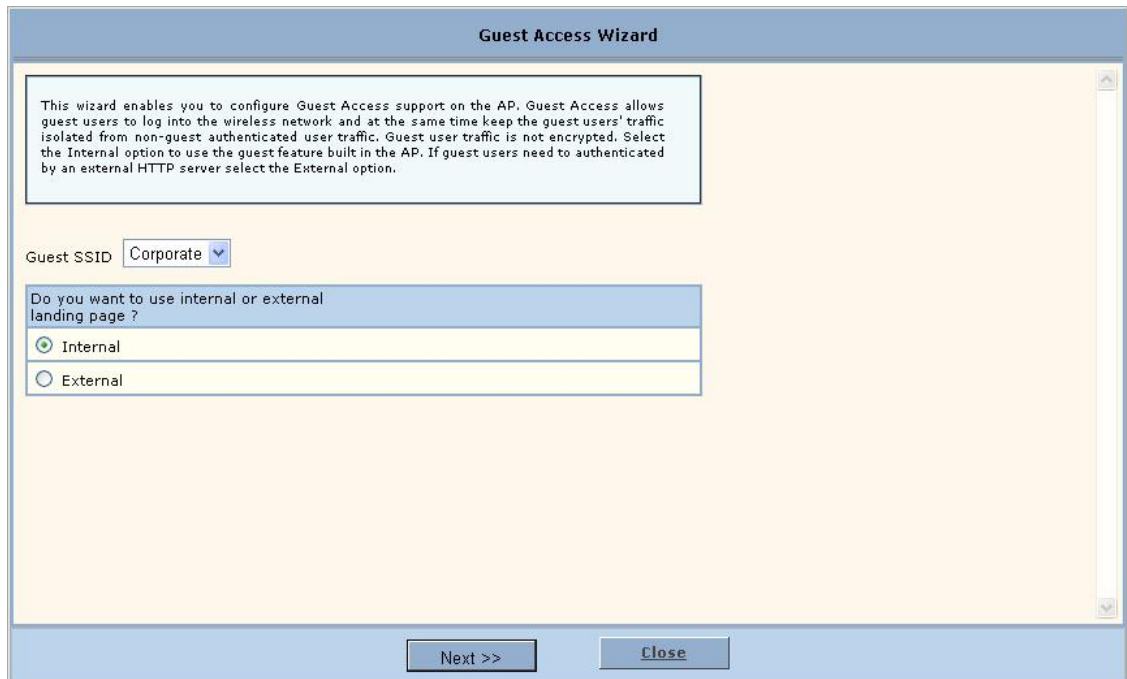 Guest Access Wizard
This wizard enables you to configure Guest Access support on the AP. Guest Access allows
guest users to log into the wireless network and at the same time keep the guest users' traffic
isolated from non-guest authenticated user traffic. Guest user traffic is not encrypted. Select
the Internal option to use the guest feature built in the AP. If guest users need to authenticated
by an external HTTP server select the External option.
Guest SSID Corporate
Do you want to use internal or external
landing page ?
Internal
External
Next >> Close